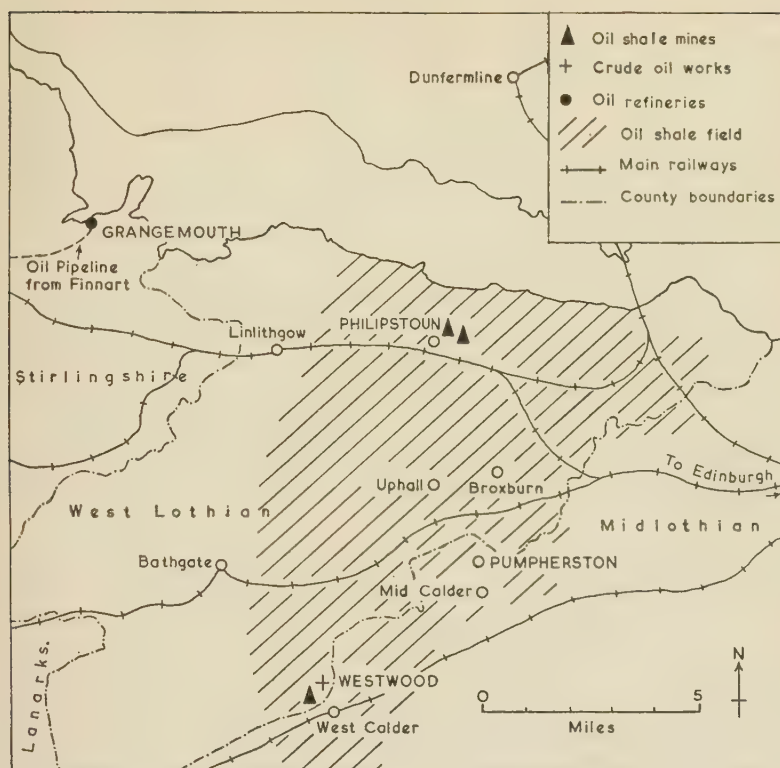 Oil shale mines
Crude oil works
Oil refineries
Oil shale field
Main railways
County boundaries
Dunfermline
GRANGEMOUTH
Oil Pipeline
from Finnart
Linlithgow
PHILIPSTOUN
Stirlingshire
West Lothian
Uphall
Broxburn
To Edinburgh
Midlothian
Bathgate
PUMPHERSTON
Mid Calder
Lanarks.
WESTWOOD
West Calder
N
0
5
Miles